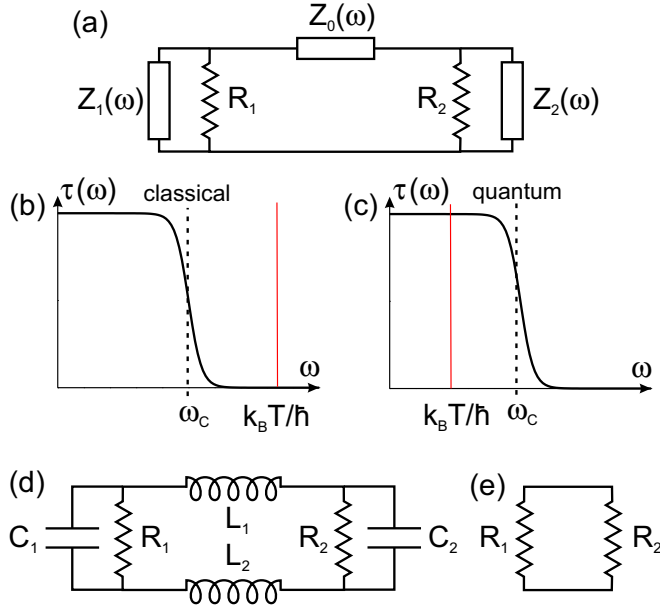 (a)
Z₀(ω)
Z₁(ω) R₁ R₂ Z₂(ω)
(b) τ(ω) classical
ω
ω_C k_BT/ħ
(c) τ(ω) quantum
ω
k_BT/ħ ω_C
(d)
C₁ R₁ L₁ R₂ C₂
L₂
(e)
R₁ R₂